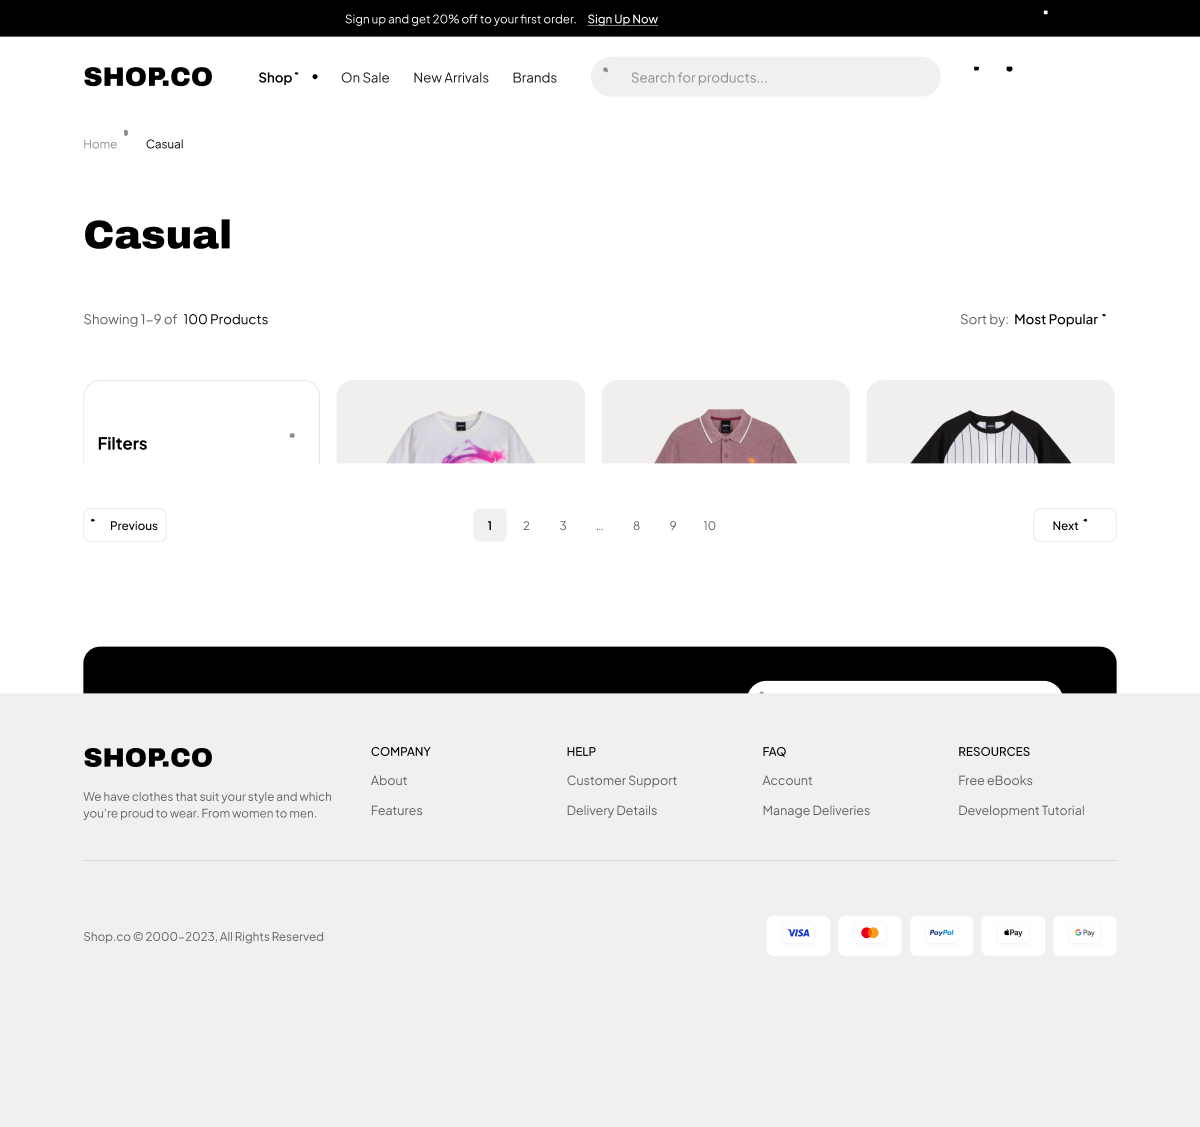 Sign up and get 20% off to your first order. Sign Up Now
SHOP.CO
Shop
On Sale
New Arrivals
Brands
Search for products...
Home
Casual
Casual
Showing 1–9 of 100 Products
Sort by: Most Popular
Filters
Previous
1
2
3
...
8
9
10
Next
SHOP.CO
We have clothes that suit your style and which
you're proud to wear. From women to men.
COMPANY
About
Features
HELP
Customer Support
Delivery Details
FAQ
Account
Manage Deliveries
RESOURCES
Free eBooks
Development Tutorial
Shop.co © 2000-2023, All Rights Reserved
VISA
PayPal
Pay
G Pay